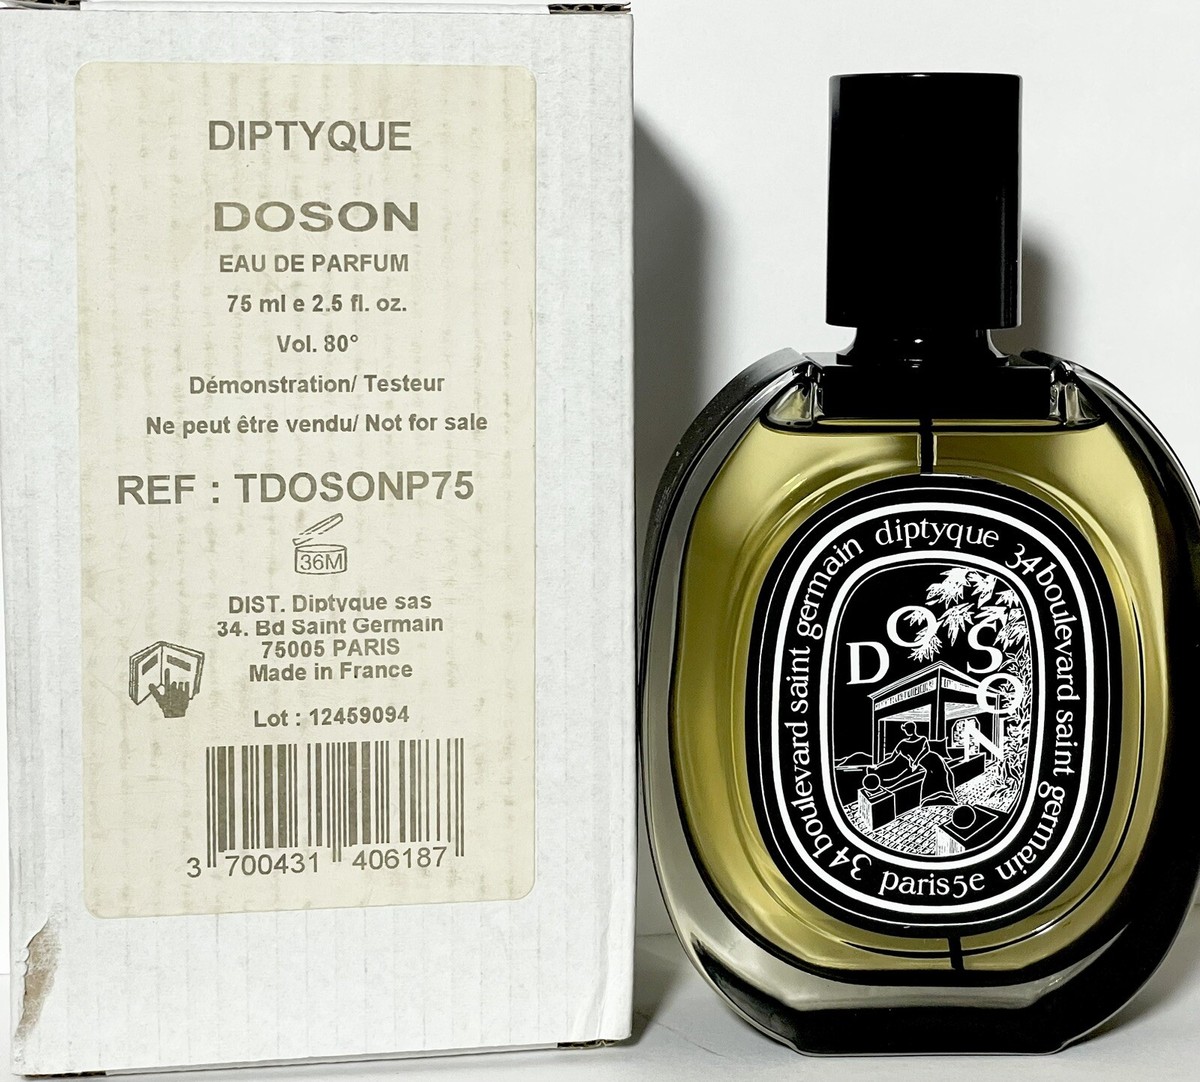 DIPTYQUE
DOSON
EAU DE PARFUM
75 ml e 2.5 fl. oz.
Vol. 80°
Démonstration/ Testeur
Ne peut être vendu/ Not for sale
REF : TDOSONP75
36M
DIST. Diptyque sas
34. Bd Saint Germain
75005 PARIS
Made in France
Lot : 12459094
3 700431 406187
diptyque 34 boulevard saint germain paris5e 34 boulevard saint germain
DO SON